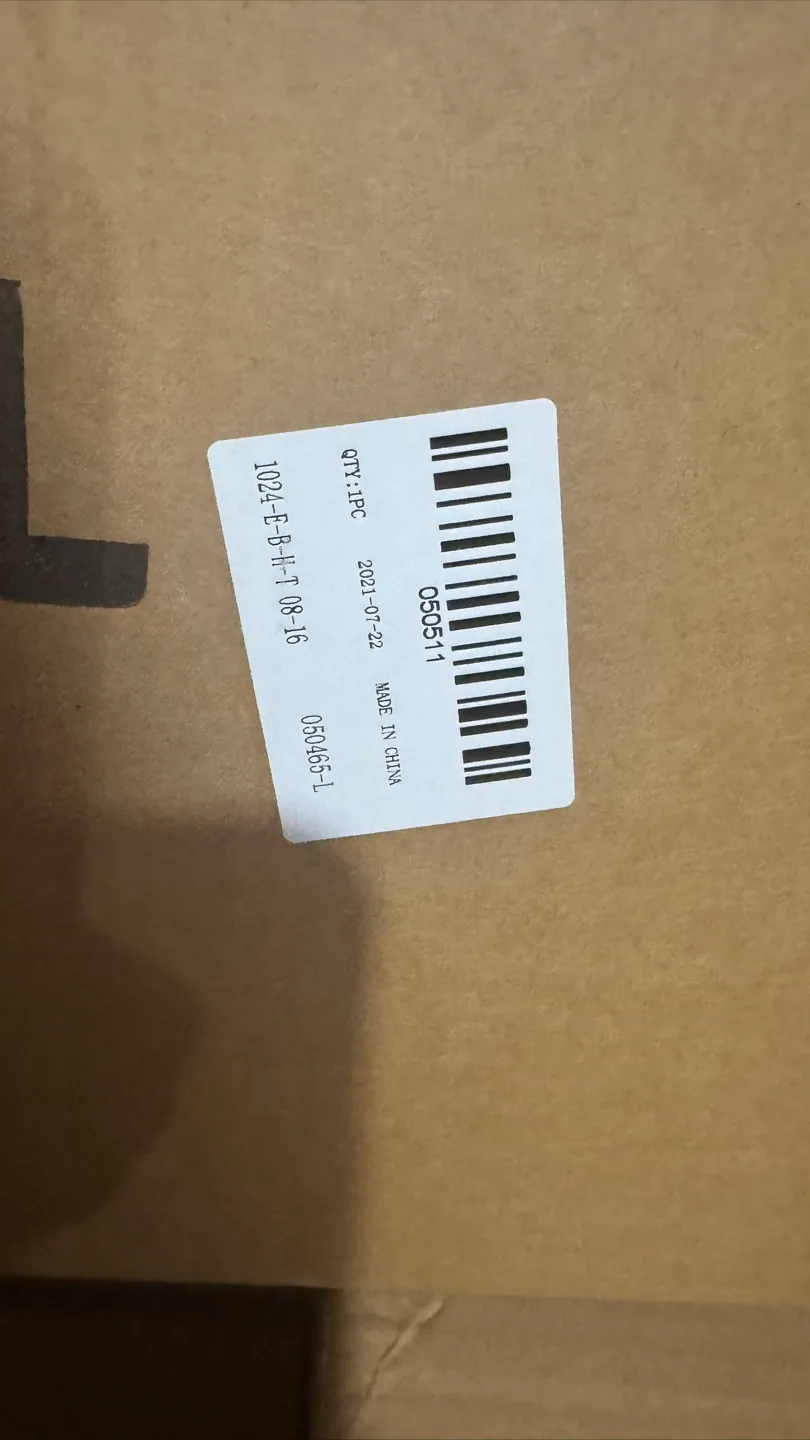 050511
QTY:1PC 2021-07-22 MADE IN CHINA
1024-E-B-H-T 08-16 050465-L